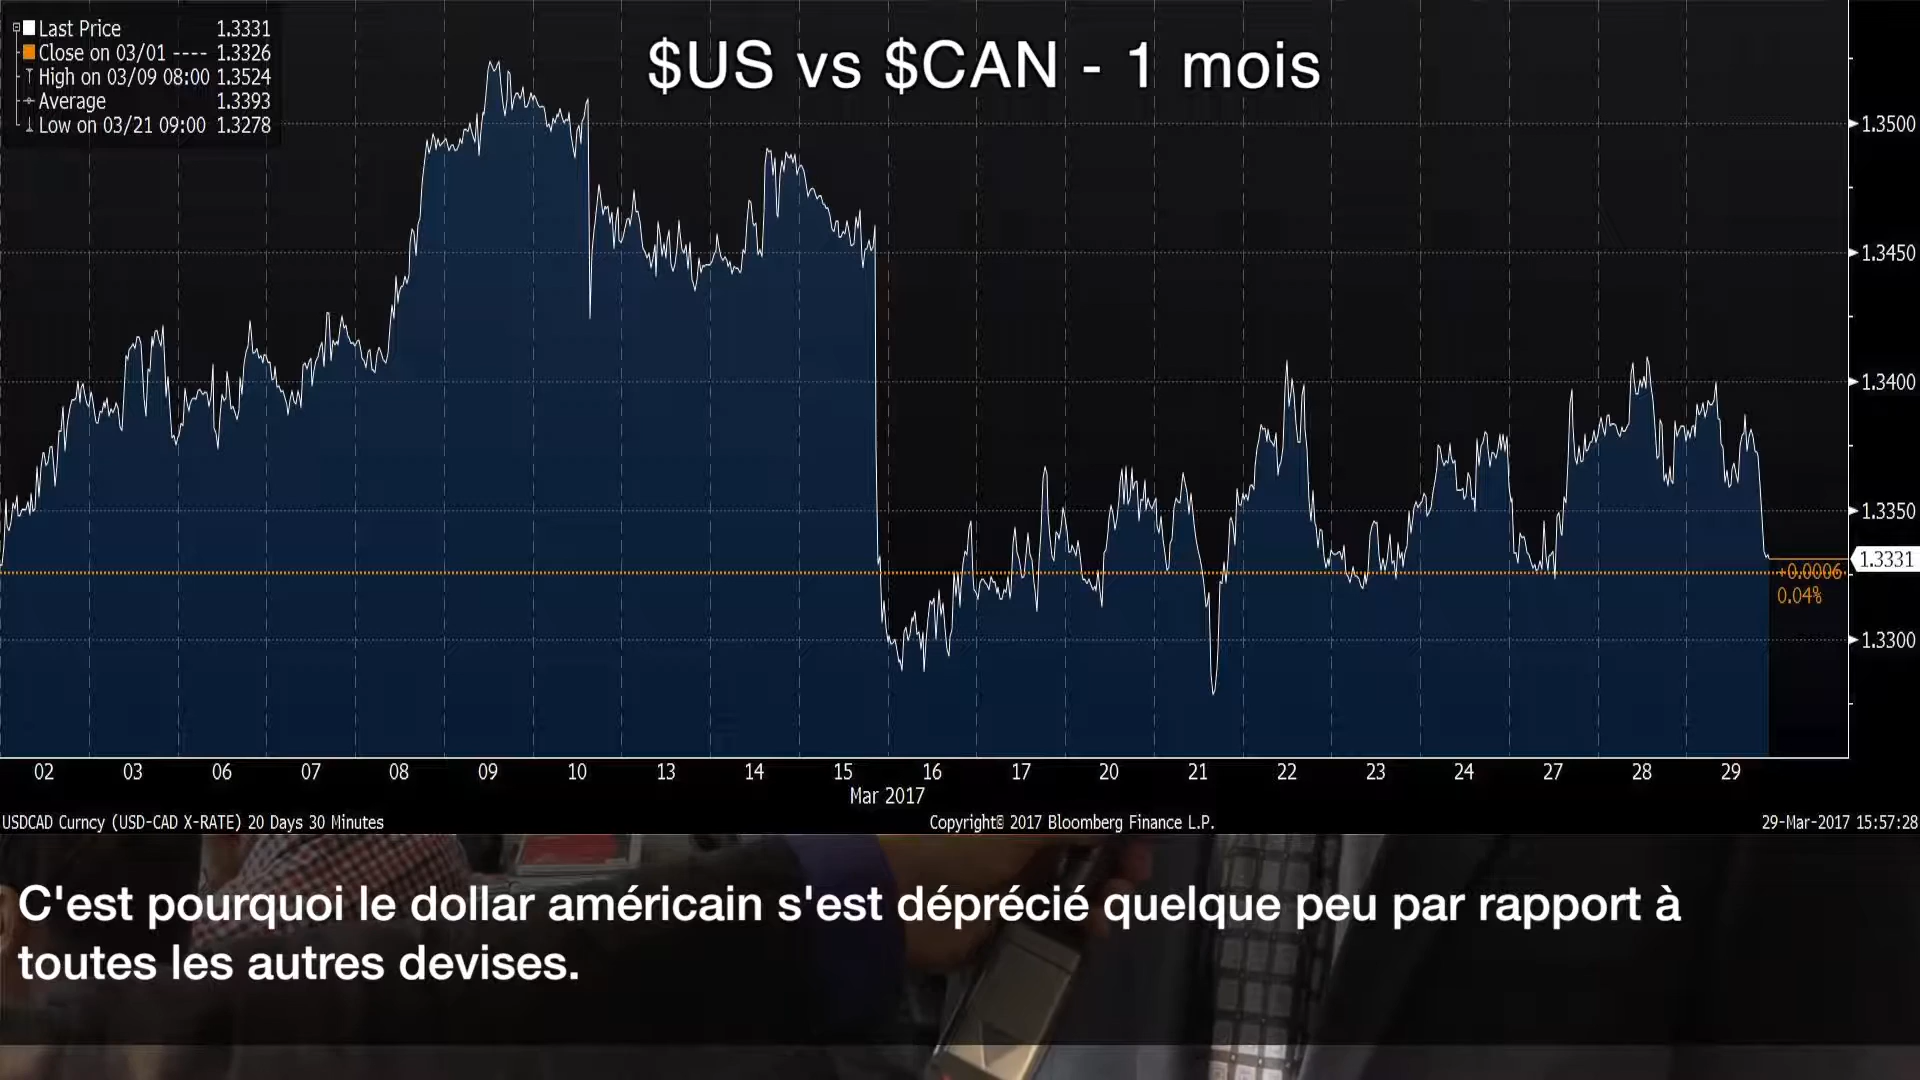 Last Price 1.3331
Close on 03/01 ---- 1.3326
High on 03/09 08:00 1.3524
Average 1.3393
Low on 03/21 09:00 1.3278
$US vs $CAN - 1 mois
1.3500
1.3450
1.3400
1.3350
1.3331
+0.0006
0.04%
1.3300
02 03 06 07 08 09 10 13 14 15 16 17 20 21 22 23 24 27 28 29
Mar 2017
USDCAD Curncy (USD-CAD X-RATE) 20 Days 30 Minutes Copyright© 2017 Bloomberg Finance L.P. 29-Mar-2017 15:57:28
C'est pourquoi le dollar américain s'est déprécié quelque peu par rapport à
toutes les autres devises.